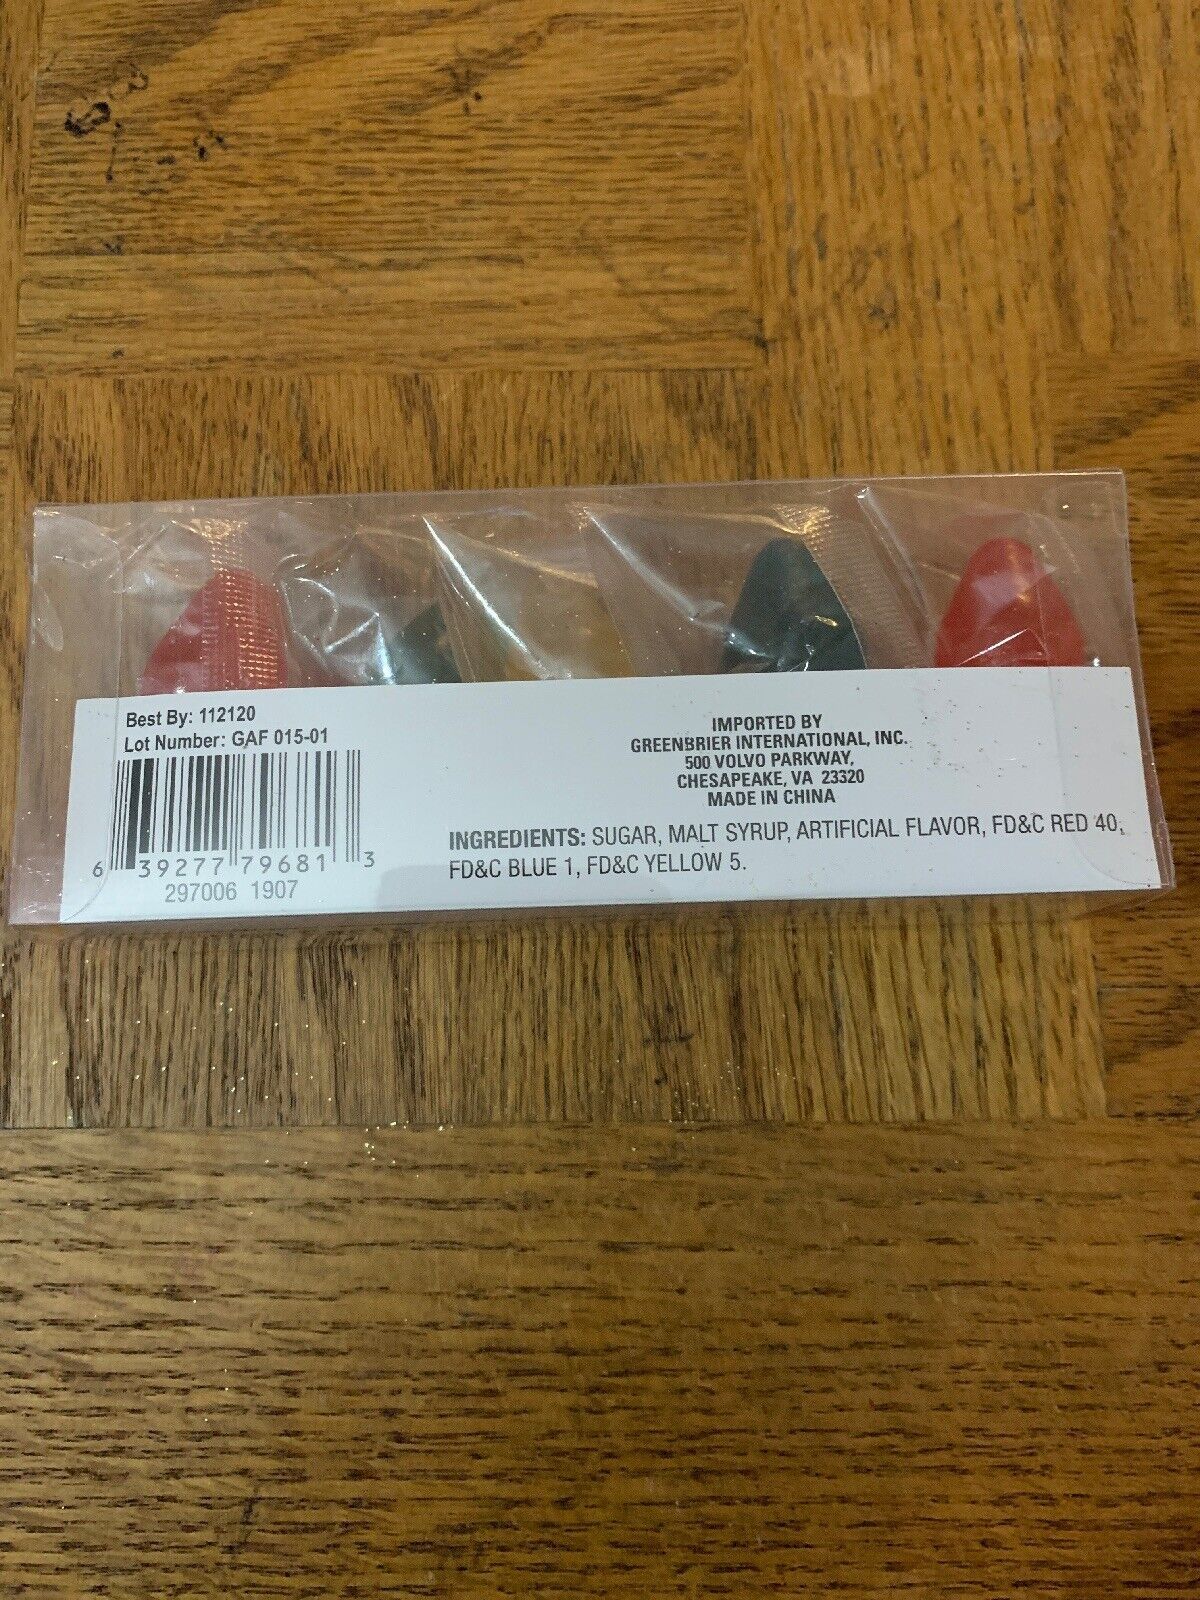 Best By: 112120
Lot Number: GAF 015-01
6 39277 79681 3
297006 1907
IMPORTED BY
GREENBRIER INTERNATIONAL, INC.
500 VOLVO PARKWAY,
CHESAPEAKE, VA 23320
MADE IN CHINA
INGREDIENTS: SUGAR, MALT SYRUP, ARTIFICIAL FLAVOR, FD&C RED 40,
FD&C BLUE 1, FD&C YELLOW 5.